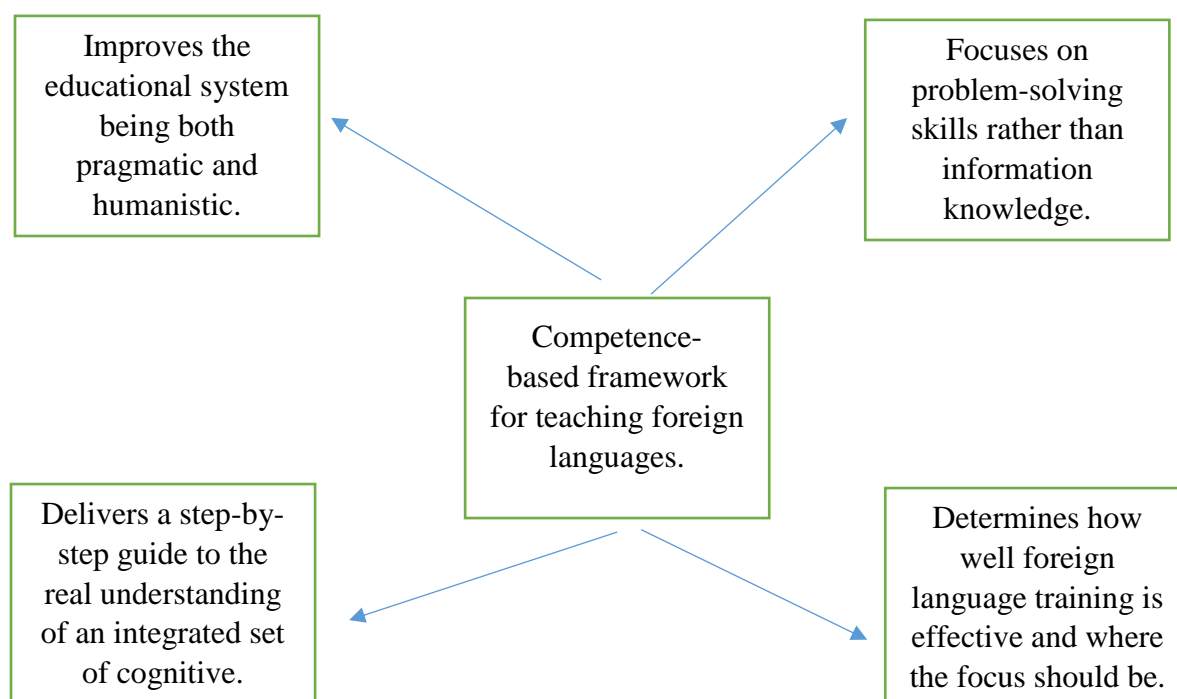 Improves the
educational system
being both
pragmatic and
humanistic.
Focuses on
problem-solving
skills rather than
information
knowledge.
Competence-
based framework
for teaching foreign
languages.
Delivers a step-by-
step guide to the
real understanding
of an integrated set
of cognitive.
Determines how
well foreign
language training is
effective and where
the focus should be.